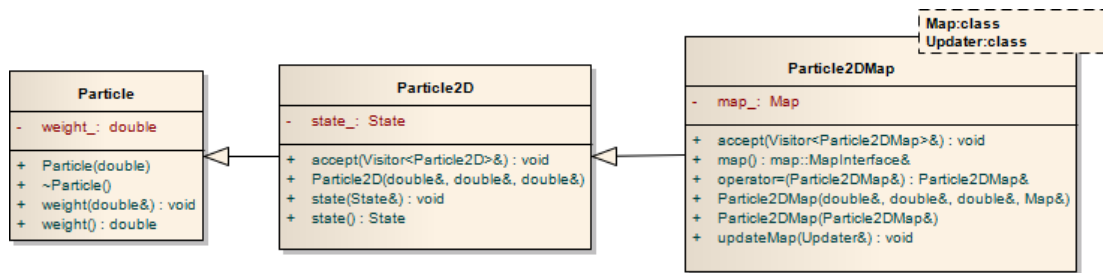 Map:class
Updater:class
Particle
- weight_: double
+ Particle(double)
+ ~Particle()
+ weight(double&) : void
+ weight() : double
Particle2D
- state_: State
+ accept(Visitor<Particle2D>&) : void
+ Particle2D(double&, double&, double&)
+ state(State&) : void
+ state() : State
Particle2DMap
- map_: Map
+ accept(Visitor<Particle2DMap>&) : void
+ map() : map::MapInterface&
+ operator=(Particle2DMap&) : Particle2DMap&
+ Particle2DMap(double&, double&, double&, Map&)
+ Particle2DMap(Particle2DMap&)
+ updateMap(Updater&) : void